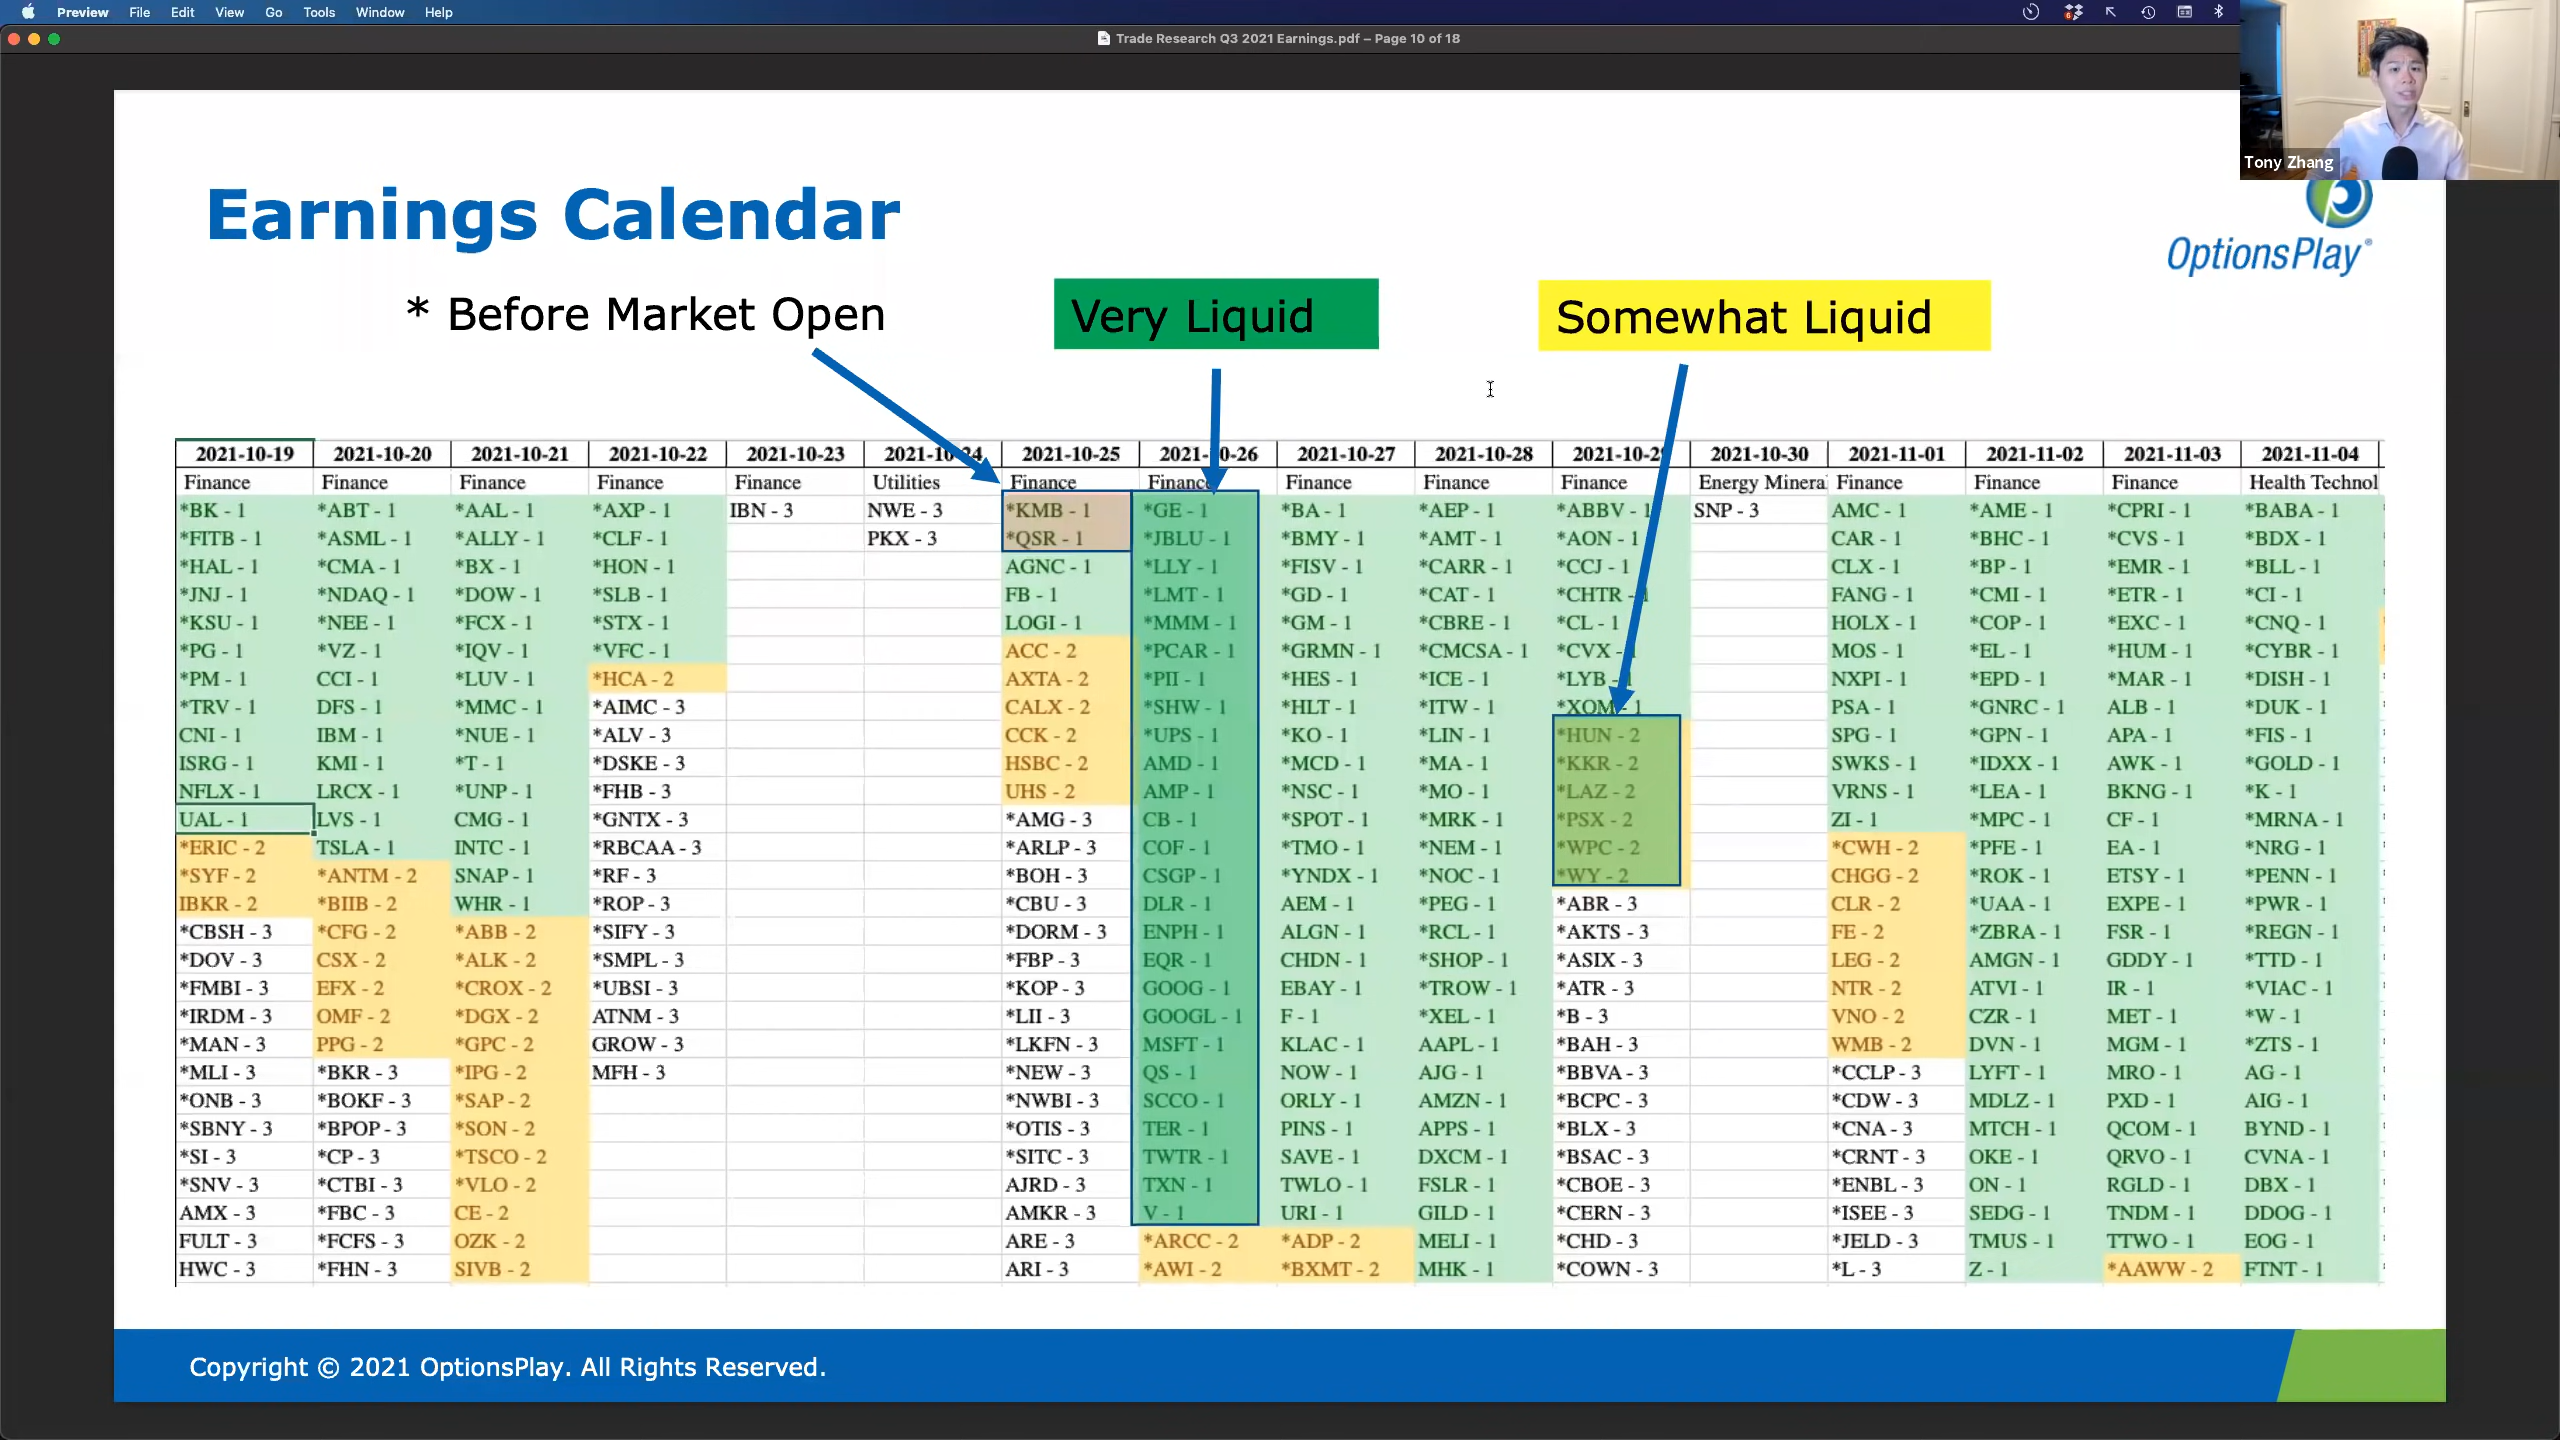 Preview File Edit View Go Tools Window Help
Trade Research Q3 2021 Earnings.pdf – Page 10 of 18
Tony Zhang
Earnings Calendar
OptionsPlay®
* Before Market Open
Very Liquid
Somewhat Liquid
2021-10-19 2021-10-20 2021-10-21 2021-10-22 2021-10-23 2021-10-24 2021-10-25 2021-10-26 2021-10-27 2021-10-28 2021-10-29 2021-10-30 2021-11-01 2021-11-02 2021-11-03 2021-11-04
Finance Finance Finance Finance Finance Utilities Finance Finance Finance Finance Finance Energy Minera Finance Finance Finance Health Technol
*BK - 1 *ABT - 1 *AAL - 1 *AXP - 1 IBN - 3 NWE - 3 *KMB - 1 *GE - 1 *BA - 1 *AEP - 1 *ABBV - 1 SNP - 3 AMC - 1 *AME - 1 *CPRI - 1 *BABA - 1
*FITB - 1 *ASML - 1 *ALLY - 1 *CLF - 1 PKX - 3 *QSR - 1 *JBLU - 1 *BMY - 1 *AMT - 1 *AON - 1 CAR - 1 *BHC - 1 *CVS - 1 *BDX - 1
*HAL - 1 *CMA - 1 *BX - 1 *HON - 1 AGNC - 1 *LLY - 1 *FISV - 1 *CARR - 1 *CCJ - 1 CLX - 1 *BP - 1 *EMR - 1 *BLL - 1
*JNJ - 1 *NDAQ - 1 *DOW - 1 *SLB - 1 FB - 1 *LMT - 1 *GD - 1 *CAT - 1 *CHTR - 1 FANG - 1 *CMI - 1 *ETR - 1 *CI - 1
*KSU - 1 *NEE - 1 *FCX - 1 *STX - 1 LOGI - 1 *MMM - 1 *GM - 1 *CBRE - 1 *CL - 1 HOLX - 1 *COP - 1 *EXC - 1 *CNQ - 1
*PG - 1 *VZ - 1 *IQV - 1 *VFC - 1 ACC - 2 *PCAR - 1 *GRMN - 1 *CMCSA - 1 *CVX - 1 MOS - 1 *EL - 1 *HUM - 1 *CYBR - 1
*PM - 1 CCI - 1 *LUV - 1 *HCA - 2 AXTA - 2 *PII - 1 *HES - 1 *ICE - 1 *LYB - 1 NXPI - 1 *EPD - 1 *MAR - 1 *DISH - 1
*TRV - 1 DFS - 1 *MMC - 1 *AIMC - 3 CALX - 2 *SHW - 1 *HLT - 1 *ITW - 1 *XOM - 1 PSA - 1 *GNRC - 1 ALB - 1 *DUK - 1
CNI - 1 IBM - 1 *NUE - 1 *ALV - 3 CCK - 2 *UPS - 1 *KO - 1 *LIN - 1 *HUN - 2 SPG - 1 *GPN - 1 APA - 1 *FIS - 1
ISRG - 1 KMI - 1 *T - 1 *DSKE - 3 HSBC - 2 AMD - 1 *MCD - 1 *MA - 1 *KKR - 2 SWKS - 1 *IDXX - 1 AWK - 1 *GOLD - 1
NFLX - 1 LRCX - 1 *UNP - 1 *FHB - 3 UHS - 2 AMP - 1 *NSC - 1 *MO - 1 *LAZ - 2 VRNS - 1 *LEA - 1 BKNG - 1 *K - 1
UAL - 1 LVS - 1 CMG - 1 *GNTX - 3 *AMG - 3 CB - 1 *SPOT - 1 *MRK - 1 *PSX - 2 ZI - 1 *MPC - 1 CF - 1 *MRNA - 1
*ERIC - 2 TSLA - 1 INTC - 1 *RBCAA - 3 *ARLP - 3 COF - 1 *TMO - 1 *NEM - 1 *WPC - 2 *CWH - 2 *PFE - 1 EA - 1 *NRG - 1
*SYF - 2 *ANTM - 2 SNAP - 1 *RF - 3 *BOH - 3 CSGP - 1 *YNDX - 1 *NOC - 1 *WY - 2 CHGG - 2 *ROK - 1 ETSY - 1 *PENN - 1
IBKR - 2 *BIIB - 2 WHR - 1 *ROP - 3 *CBU - 3 DLR - 1 AEM - 1 *PEG - 1 *ABR - 3 CLR - 2 *UAA - 1 EXPE - 1 *PWR - 1
*CBSH - 3 *CFG - 2 *ABB - 2 *SIFY - 3 *DORM - 3 ENPH - 1 ALGN - 1 *RCL - 1 *AKTS - 3 FE - 2 *ZBRA - 1 FSR - 1 *REGN - 1
*DOV - 3 CSX - 2 *ALK - 2 *SMPL - 3 *FBP - 3 EQR - 1 CHDN - 1 *SHOP - 1 *ASIX - 3 LEG - 2 AMGN - 1 GDDY - 1 *TTD - 1
*FMBI - 3 EFX - 2 *CROX - 2 *UBSI - 3 *KOP - 3 GOOG - 1 EBAY - 1 *TROW - 1 *ATR - 3 NTR - 2 ATVI - 1 IR - 1 *VIAC - 1
*IRDM - 3 OMF - 2 *DGX - 2 ATNM - 3 *LII - 3 GOOGL - 1 F - 1 *XEL - 1 *B - 3 VNO - 2 CZR - 1 MET - 1 *W - 1
*MAN - 3 PPG - 2 *GPC - 2 GROW - 3 *LKFN - 3 MSFT - 1 KLAC - 1 AAPL - 1 *BAH - 3 WMB - 2 DVN - 1 MGM - 1 *ZTS - 1
*MLI - 3 *BKR - 3 *IPG - 2 MFH - 3 *NEW - 3 QS - 1 NOW - 1 AJG - 1 *BBVA - 3 *CCLP - 3 LYFT - 1 MRO - 1 AG - 1
*ONB - 3 *BOKF - 3 *SAP - 2 *NWBI - 3 SCCO - 1 ORLY - 1 AMZN - 1 *BCPC - 3 *CDW - 3 MDLZ - 1 PXD - 1 AIG - 1
*SBNY - 3 *BPOP - 3 *SON - 2 *OTIS - 3 TER - 1 PINS - 1 APPS - 1 *BLX - 3 *CNA - 3 MTCH - 1 QCOM - 1 BYND - 1
*SI - 3 *CP - 3 *TSCO - 2 *SITC - 3 TWTR - 1 SAVE - 1 DXCM - 1 *BSAC - 3 *CRNT - 3 OKE - 1 QRVO - 1 CVNA - 1
*SNV - 3 *CTBI - 3 *VLO - 2 AJRD - 3 TXN - 1 TWLO - 1 FSLR - 1 *CBOE - 3 *ENBL - 3 ON - 1 RGLD - 1 DBX - 1
AMX - 3 *FBC - 3 CE - 2 AMKR - 3 V - 1 URI - 1 GILD - 1 *CERN - 3 *ISEE - 3 SEDG - 1 TNDM - 1 DDOG - 1
FULT - 3 *FCFS - 3 OZK - 2 ARE - 3 *ARCC - 2 *ADP - 2 MELI - 1 *CHD - 3 *JELD - 3 TMUS - 1 TTWO - 1 EOG - 1
HWC - 3 *FHN - 3 SIVB - 2 ARI - 3 *AWI - 2 *BXMT - 2 MHK - 1 *COWN - 3 *L - 3 Z - 1 *AAWW - 2 FTNT - 1
Copyright © 2021 OptionsPlay. All Rights Reserved.